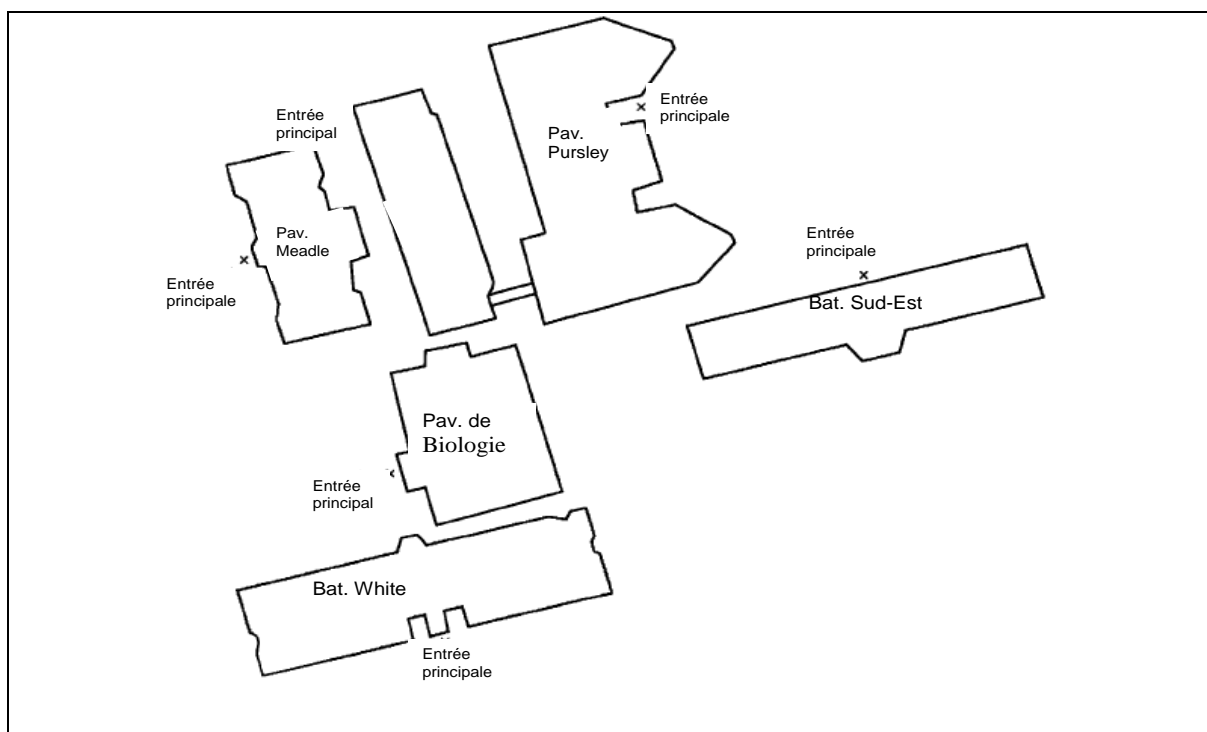 Entrée
principale
Entrée
principal
Pav.
Pursley
Pav.
Meadle
Entrée
principale
Entrée
principale
Bat. Sud-Est
Pav. de
Biologie
Entrée
principal
Bat. White
Entrée
principale